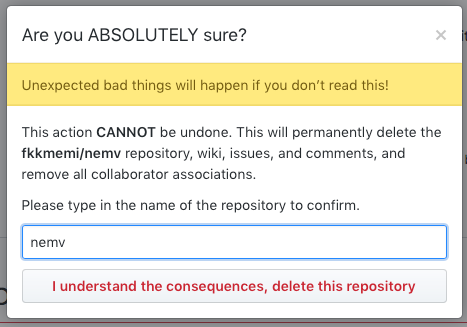 Are you ABSOLUTELY sure?
×
Unexpected bad things will happen if you don’t read this!
This action CANNOT be undone. This will permanently delete the
fkkmemi/nemv repository, wiki, issues, and comments, and
remove all collaborator associations.
Please type in the name of the repository to confirm.
nemv
I understand the consequences, delete this repository